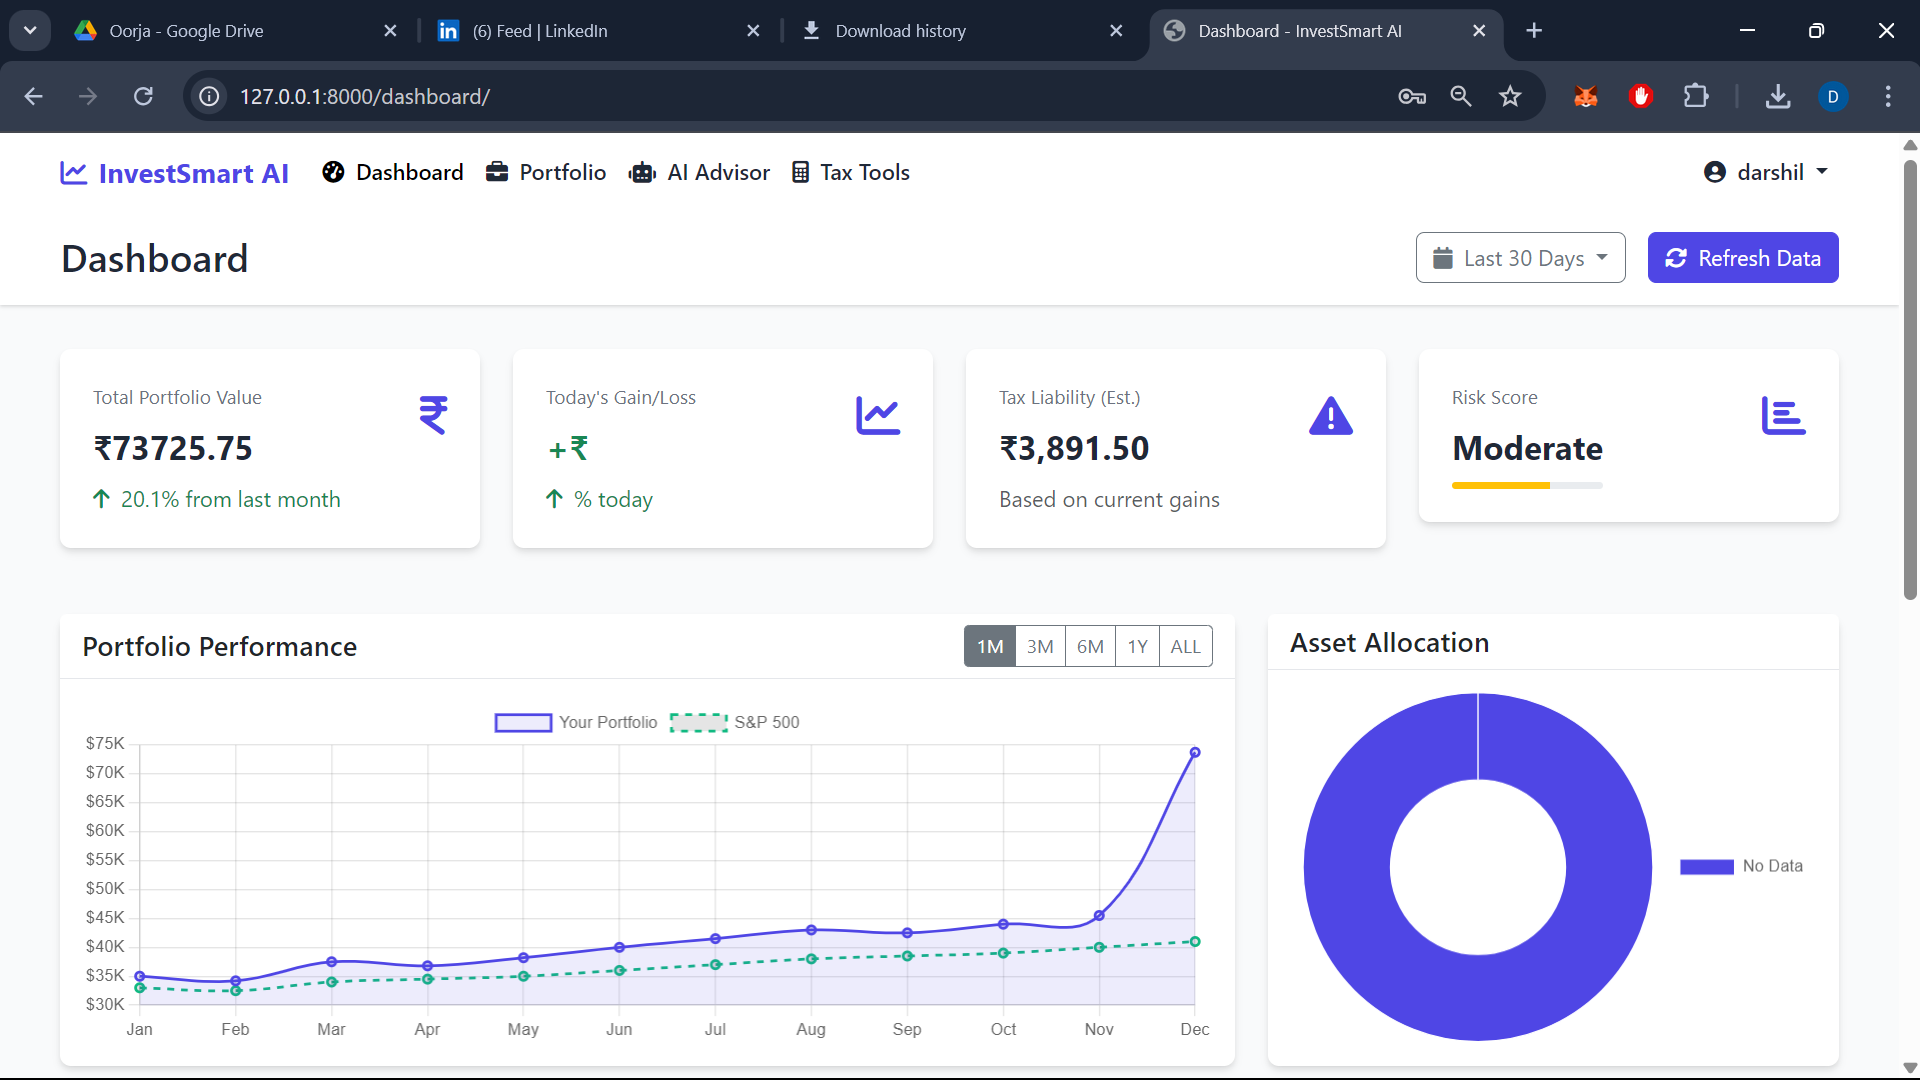 Oorja - Google Drive
(6) Feed | LinkedIn
Download history
Dashboard - InvestSmart AI
127.0.0.1:8000/dashboard/
D
InvestSmart AI
Dashboard
Portfolio
AI Advisor
Tax Tools
darshil
Dashboard
Last 30 Days
Refresh Data
Total Portfolio Value
₹73725.75
20.1% from last month
Today's Gain/Loss
+₹
% today
Tax Liability (Est.)
₹3,891.50
Based on current gains
Risk Score
Moderate
Portfolio Performance
1M 3M 6M 1Y ALL
Your Portfolio
S&P 500
$75K
$70K
$65K
$60K
$55K
$50K
$45K
$40K
$35K
$30K
Jan Feb Mar Apr May Jun Jul Aug Sep Oct Nov Dec
Asset Allocation
No Data